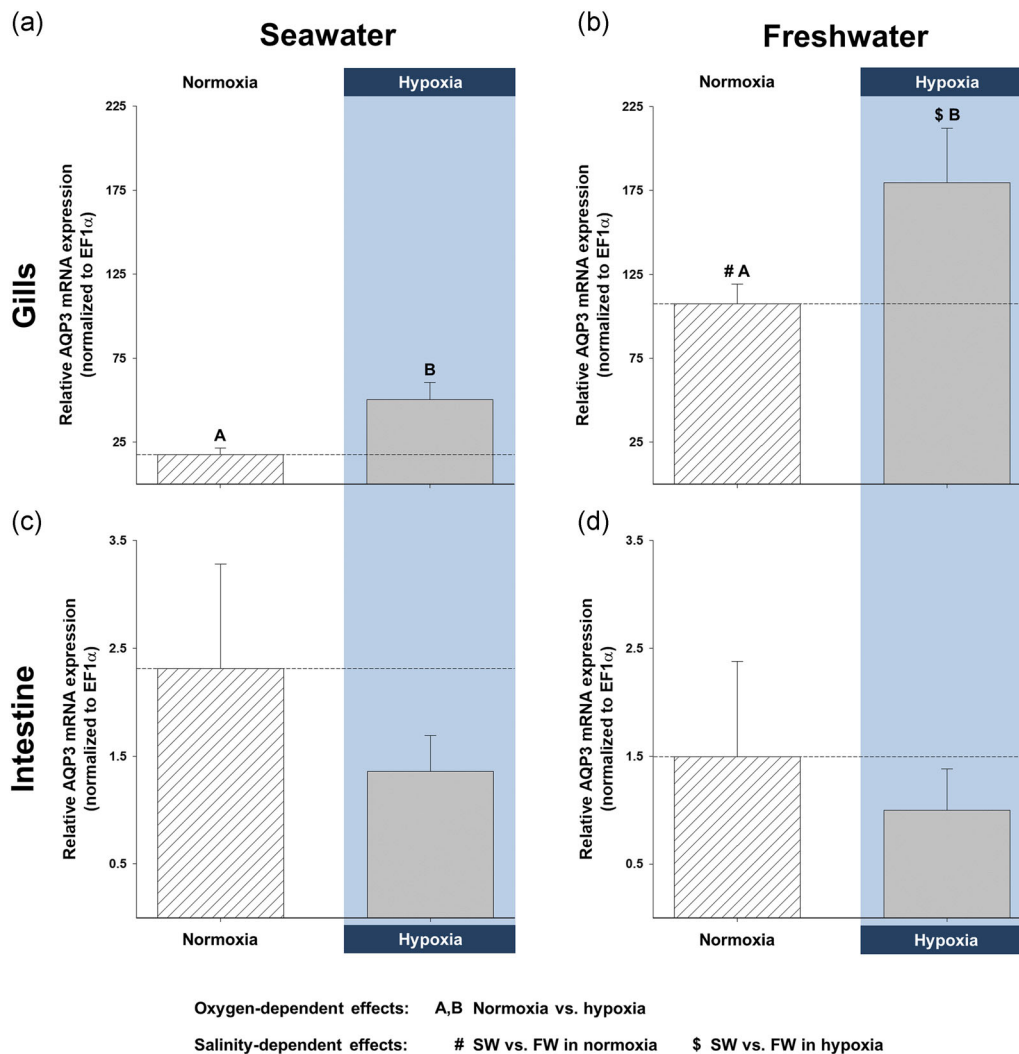 (a)
Seawater
(b)
Freshwater
Normoxia
Hypoxia
Normoxia
Hypoxia
Gills
Relative AQP3 mRNA expression
(normalized to EF1α)
225
175
125
75
25
A
B
Relative AQP3 mRNA expression
(normalized to EF1α)
225
175
125
75
25
# A
$ B
(c)
(d)
Intestine
Relative AQP3 mRNA expression
(normalized to EF1α)
3.5
2.5
1.5
0.5
Relative AQP3 mRNA expression
(normalized to EF1α)
3.5
2.5
1.5
0.5
Normoxia
Hypoxia
Normoxia
Hypoxia
Oxygen-dependent effects: A,B Normoxia vs. hypoxia
Salinity-dependent effects: # SW vs. FW in normoxia $ SW vs. FW in hypoxia